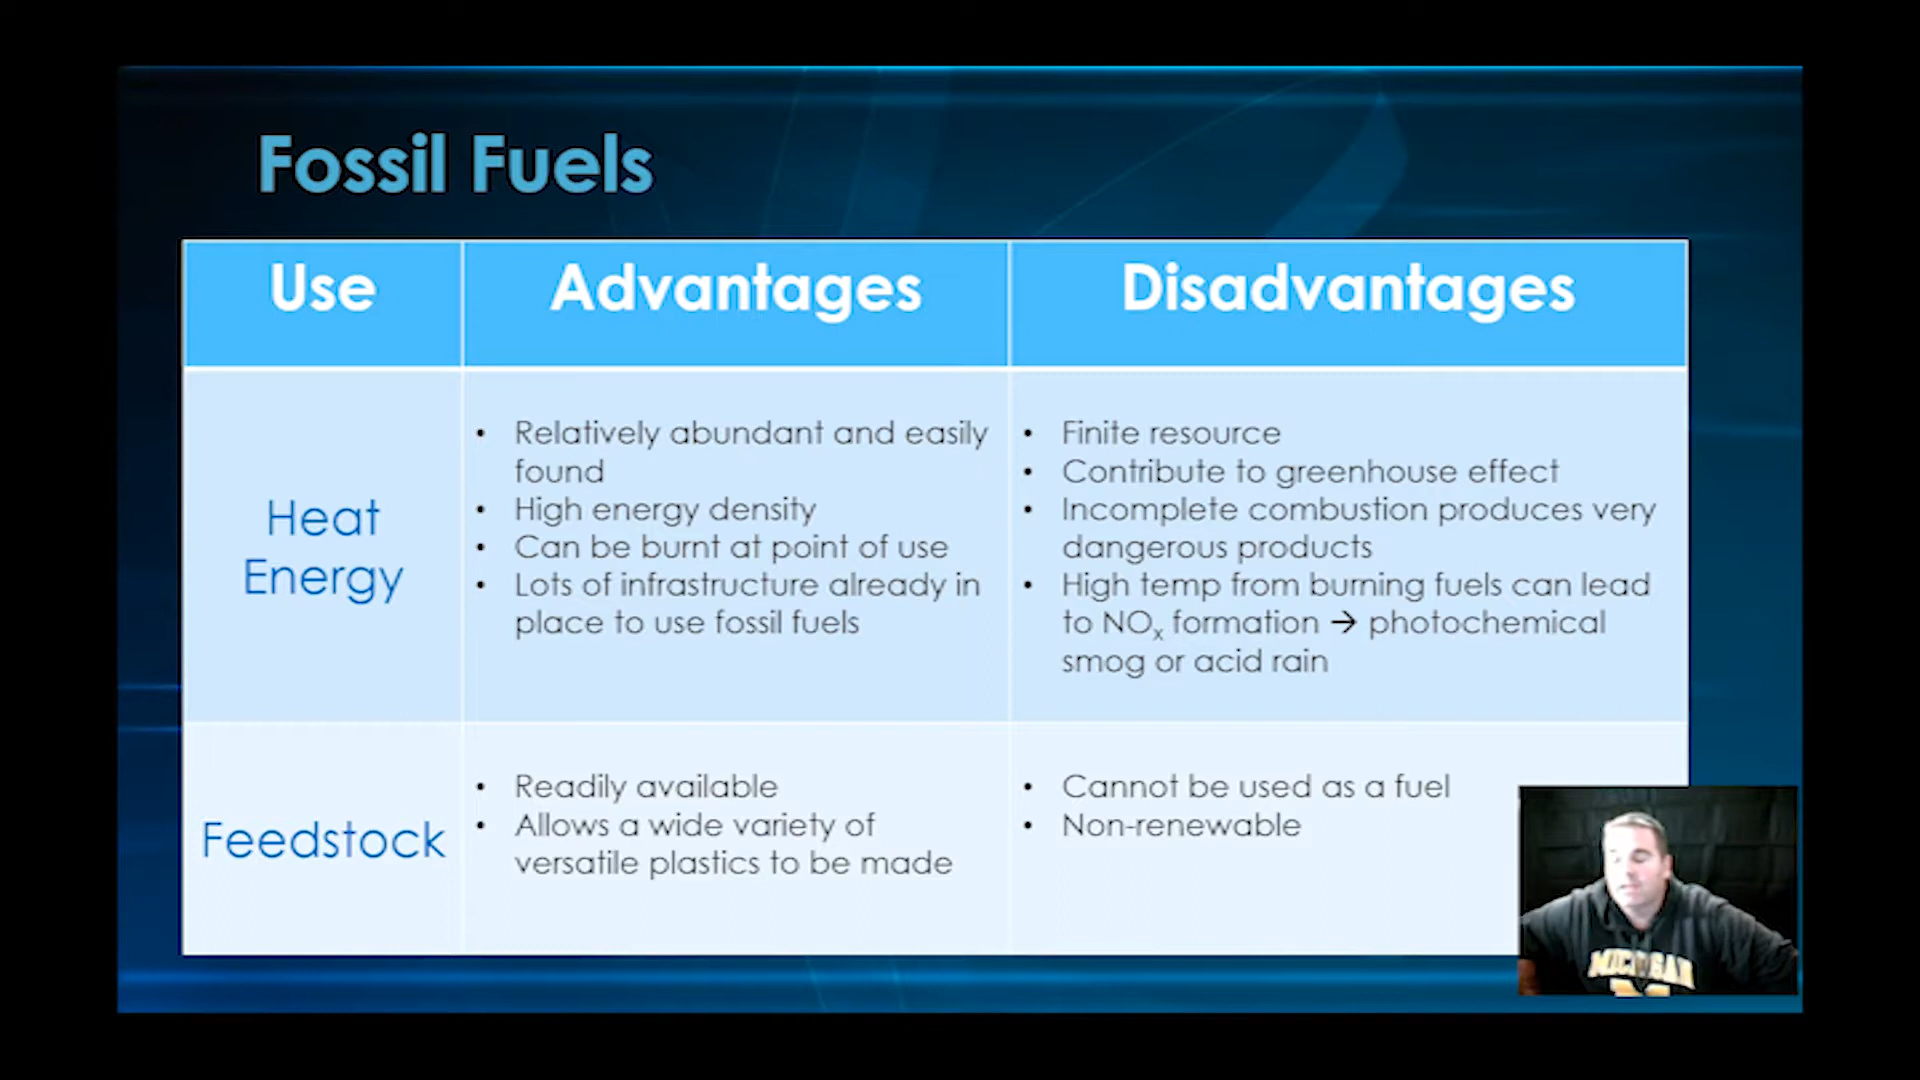 Fossil Fuels
Use
Advantages
Disadvantages
Heat
Energy
• Relatively abundant and easily
found
• High energy density
• Can be burnt at point of use
• Lots of infrastructure already in
place to use fossil fuels
• Finite resource
• Contribute to greenhouse effect
• Incomplete combustion produces very
dangerous products
• High temp from burning fuels can lead
to NOₓ formation → photochemical
smog or acid rain
Feedstock
• Readily available
• Allows a wide variety of
versatile plastics to be made
• Cannot be used as a fuel
• Non-renewable
MICHIGAN